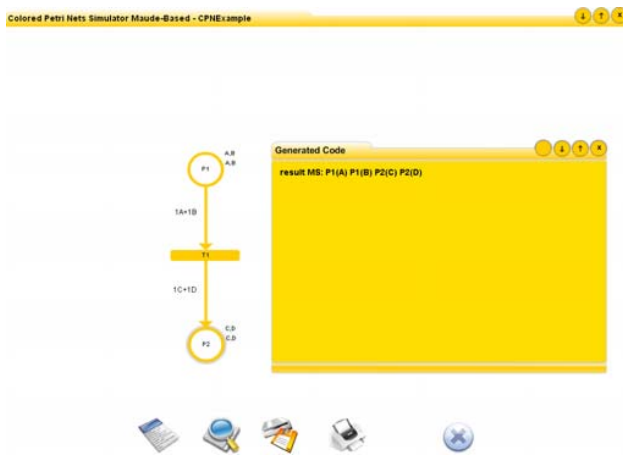 Colored Petri Nets Simulator Maude-Based - CPNExample
A,B
A,B
P1
1A+1B
T1
1C+1D
C,D
C,D
P2
Generated Code
result MS: P1(A) P1(B) P2(C) P2(D)